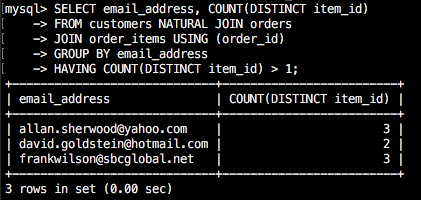 mysql> SELECT email_address, COUNT(DISTINCT item_id)
    -> FROM customers NATURAL JOIN orders
    -> JOIN order_items USING (order_id)
    -> GROUP BY email_address
    -> HAVING COUNT(DISTINCT item_id) > 1;
+-----------------------------+-------------------------+
| email_address               | COUNT(DISTINCT item_id) |
+-----------------------------+-------------------------+
| allan.sherwood@yahoo.com    |                       3 |
| david.goldstein@hotmail.com |                       2 |
| frankwilson@sbcglobal.net   |                       3 |
+-----------------------------+-------------------------+
3 rows in set (0.00 sec)